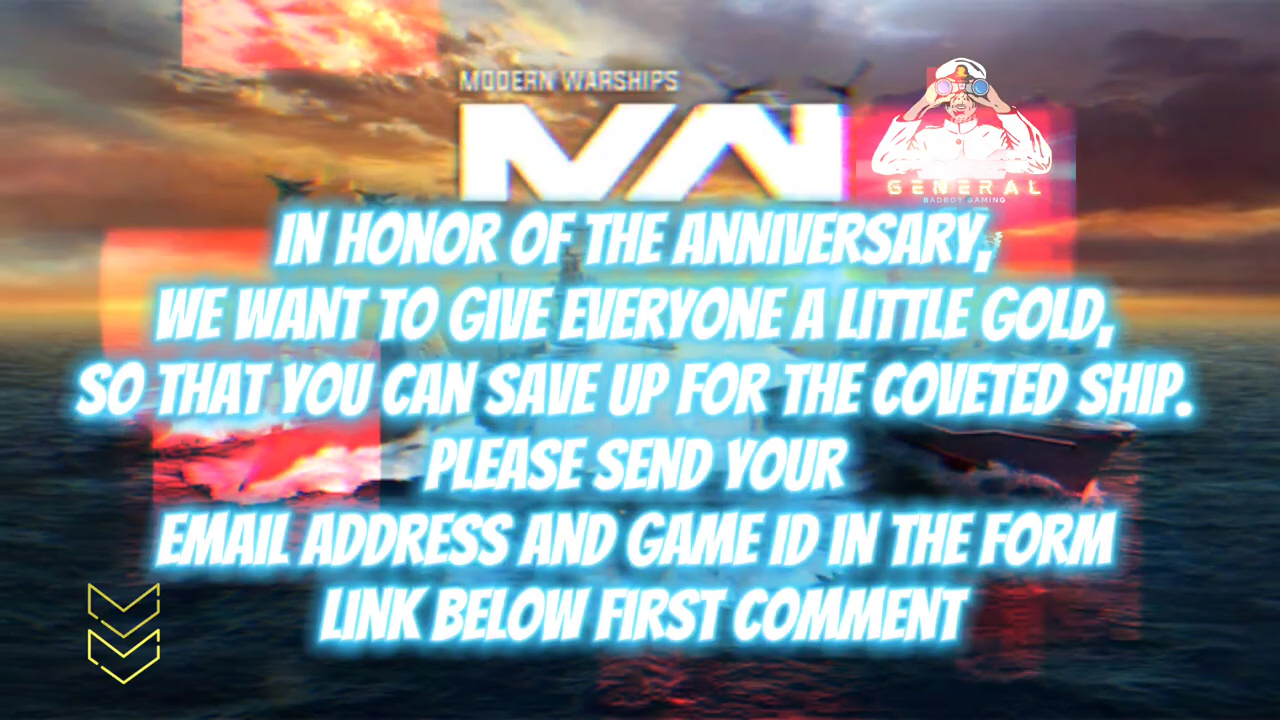 MODERN WARSHIPS
MW
GENERAL
BADBOY GAMING
IN HONOR OF THE ANNIVERSARY,
WE WANT TO GIVE EVERYONE A LITTLE GOLD,
SO THAT YOU CAN SAVE UP FOR THE COVETED SHIP.
PLEASE SEND YOUR
EMAIL ADDRESS AND GAME ID IN THE FORM
LINK BELOW FIRST COMMENT